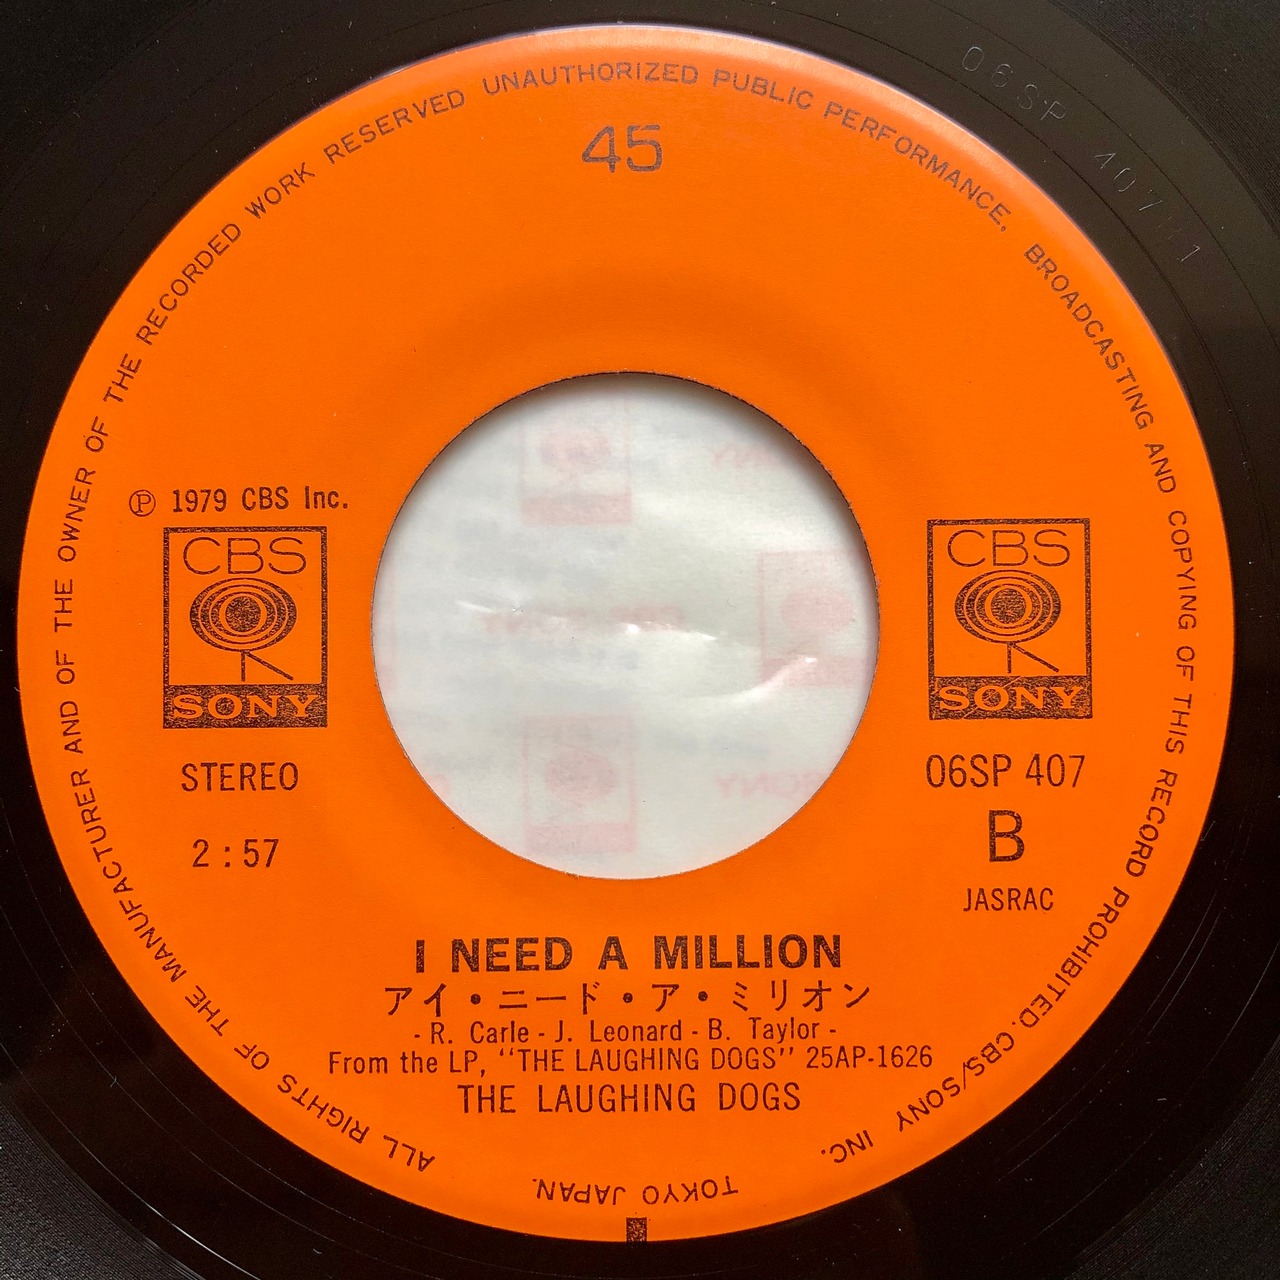 ALL RIGHTS OF THE MANUFACTURER AND OF THE OWNER OF THE RECORDED WORK RESERVED UNAUTHORIZED PUBLIC PERFORMANCE, BROADCASTING AND COPYING OF THIS RECORD PROHIBITED. CBS/SONY INC.
TOKYO JAPAN.
45
℗ 1979 CBS Inc.
CBS
SONY
STEREO
2:57
CBS
SONY
06SP 407
B
JASRAC
I NEED A MILLION
アイ・ニード・ア・ミリオン
- R. Carle - J. Leonard - B. Taylor -
From the LP, "THE LAUGHING DOGS" 25AP-1626
THE LAUGHING DOGS